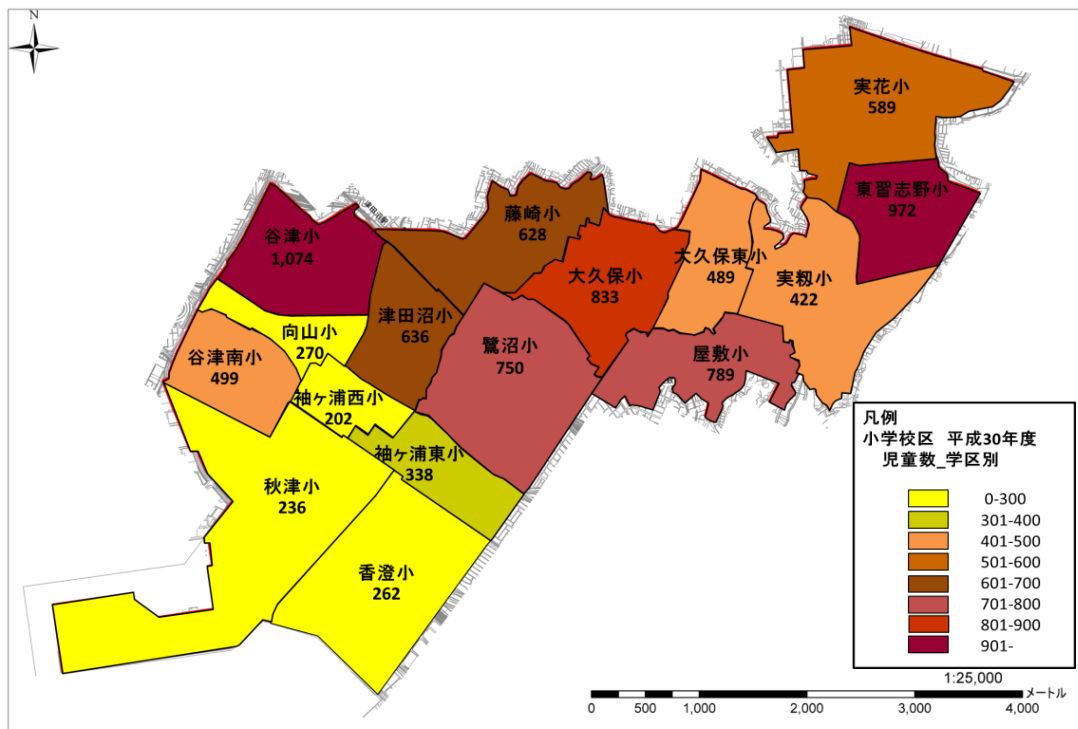 N
実花小
589
東習志野小
972
藤崎小
628
谷津小
1,074
津田沼駅
大久保小
833
大久保東小
489
実籾小
422
津田沼小
636
向山小
270
鷺沼小
750
屋敷小
789
谷津南小
499
袖ヶ浦西小
202
袖ヶ浦東小
338
秋津小
236
香澄小
262
凡例
小学校区 平成30年度
児童数_学区別
0-300
301-400
401-500
501-600
601-700
701-800
801-900
901-
1:25,000
メートル
0 500 1,000 2,000 3,000 4,000